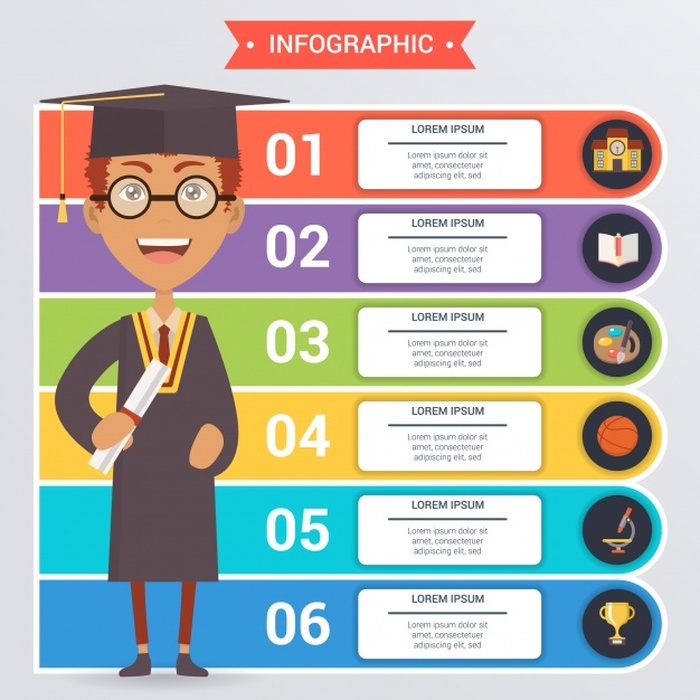 INFOGRAPHIC
01
LOREM IPSUM
Lorem ipsum dolor sit
amet, consectetuer
adipiscing elit, sed
02
LOREM IPSUM
Lorem ipsum dolor sit
amet, consectetuer
adipiscing elit, sed
03
LOREM IPSUM
Lorem ipsum dolor sit
amet, consectetuer
adipiscing elit, sed
04
LOREM IPSUM
Lorem ipsum dolor sit
amet, consectetuer
adipiscing elit, sed
05
LOREM IPSUM
Lorem ipsum dolor sit
amet, consectetuer
adipiscing elit, sed
06
LOREM IPSUM
Lorem ipsum dolor sit
amet, consectetuer
adipiscing elit, sed